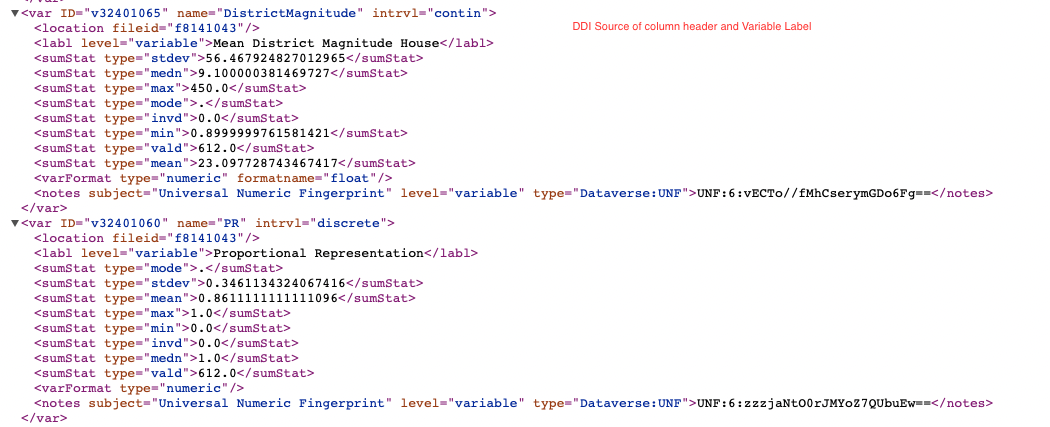 </var>
▼<var ID="v32401065" name="DistrictMagnitude" intrvl="contin">
DDI Source of column header and Variable Label
<location fileid="f8141043"/>
<labl level="variable">Mean District Magnitude House</labl>
<sumStat type="stdev">56.467924827012965</sumStat>
<sumStat type="medn">9.100000381469727</sumStat>
<sumStat type="max">450.0</sumStat>
<sumStat type="mode">.</sumStat>
<sumStat type="invd">0.0</sumStat>
<sumStat type="min">0.8999999761581421</sumStat>
<sumStat type="vald">612.0</sumStat>
<sumStat type="mean">23.097728743467417</sumStat>
<varFormat type="numeric" formatname="float"/>
<notes subject="Universal Numeric Fingerprint" level="variable" type="Dataverse:UNF">UNF:6:vECTo//fMhCserymGDo6Fg==</notes>
</var>
▼<var ID="v32401060" name="PR" intrvl="discrete">
<location fileid="f8141043"/>
<labl level="variable">Proportional Representation</labl>
<sumStat type="mode">.</sumStat>
<sumStat type="stdev">0.3461134324067416</sumStat>
<sumStat type="mean">0.8611111111111096</sumStat>
<sumStat type="max">1.0</sumStat>
<sumStat type="min">0.0</sumStat>
<sumStat type="invd">0.0</sumStat>
<sumStat type="medn">1.0</sumStat>
<sumStat type="vald">612.0</sumStat>
<varFormat type="numeric"/>
<notes subject="Universal Numeric Fingerprint" level="variable" type="Dataverse:UNF">UNF:6:zzzjaNtO0rJMYoZ7QUbuEw==</notes>
</var>